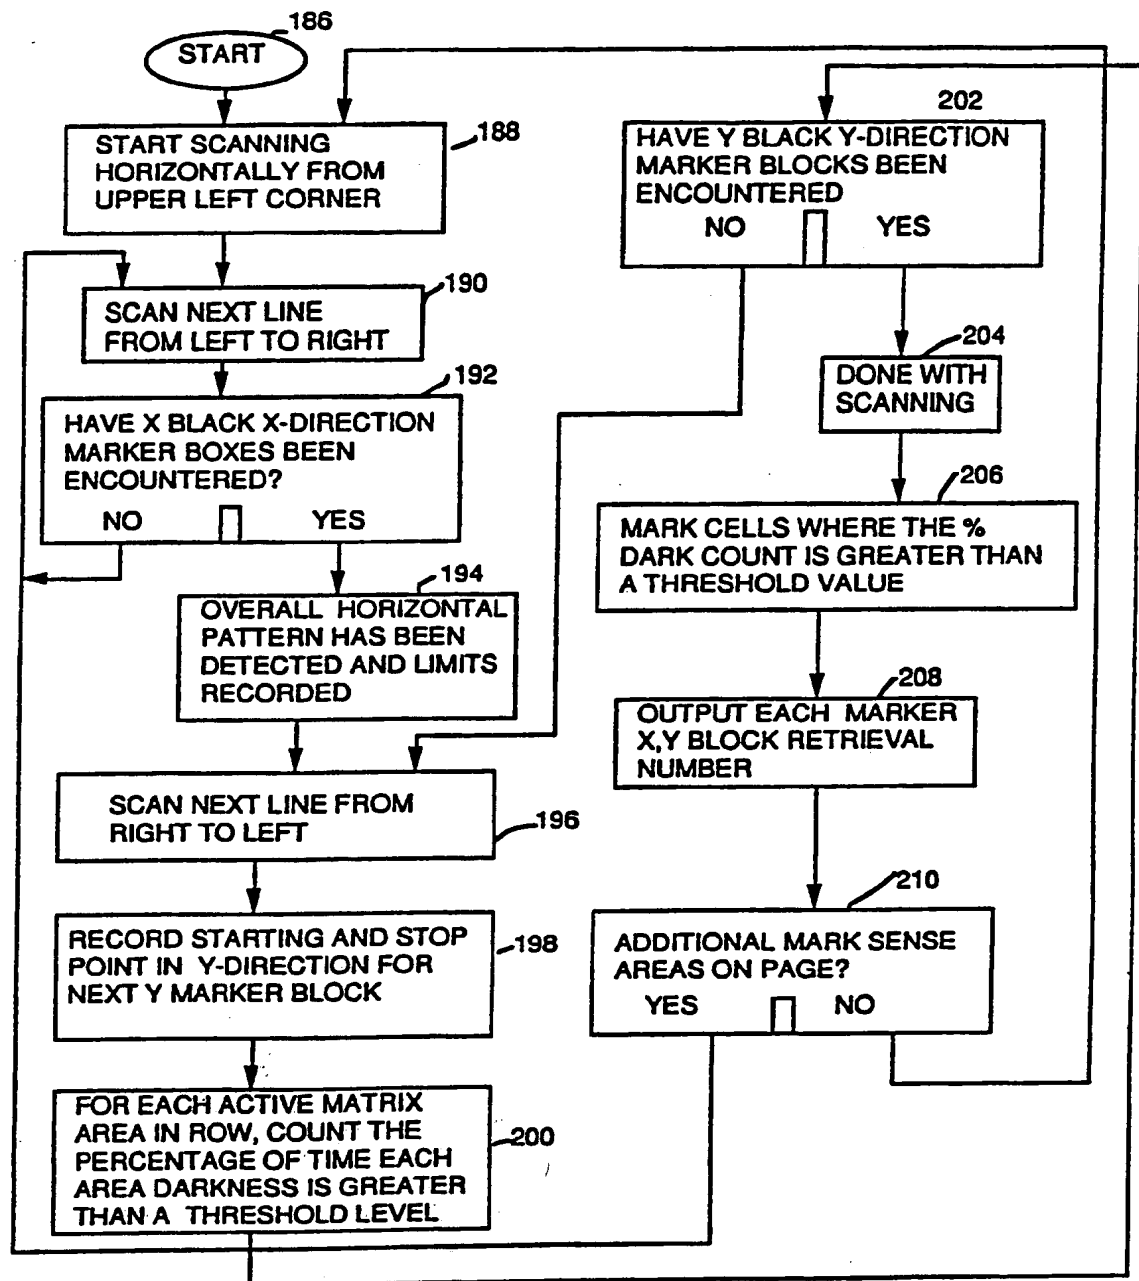 186
START
START SCANNING
HORIZONTALLY FROM
UPPER LEFT CORNER
188
SCAN NEXT LINE
FROM LEFT TO RIGHT
190
192
HAVE X BLACK X-DIRECTION
MARKER BOXES BEEN
ENCOUNTERED?
NO YES
194
OVERALL HORIZONTAL
PATTERN HAS BEEN
DETECTED AND LIMITS
RECORDED
SCAN NEXT LINE FROM
RIGHT TO LEFT
196
RECORD STARTING AND STOP
POINT IN Y-DIRECTION FOR
NEXT Y MARKER BLOCK
198
FOR EACH ACTIVE MATRIX
AREA IN ROW, COUNT THE
PERCENTAGE OF TIME EACH
AREA DARKNESS IS GREATER
THAN A THRESHOLD LEVEL
200
202
HAVE Y BLACK Y-DIRECTION
MARKER BLOCKS BEEN
ENCOUNTERED
NO YES
204
DONE WITH
SCANNING
206
MARK CELLS WHERE THE %
DARK COUNT IS GREATER THAN
A THRESHOLD VALUE
208
OUTPUT EACH MARKER
X,Y BLOCK RETRIEVAL
NUMBER
210
ADDITIONAL MARK SENSE
AREAS ON PAGE?
YES NO